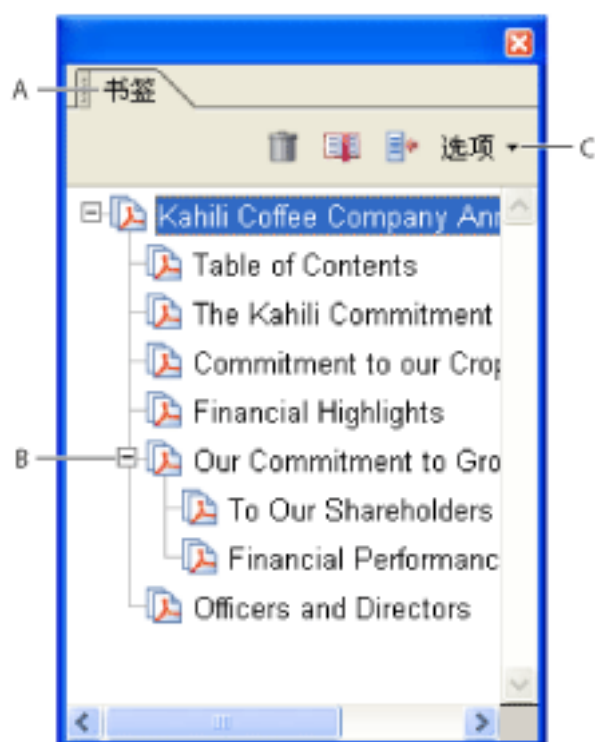 A
书签
选项
C
Kahili Coffee Company Ann
Table of Contents
The Kahili Commitment
Commitment to our Crop
Financial Highlights
B
Our Commitment to Gro
To Our Shareholders
Financial Performanc
Officers and Directors